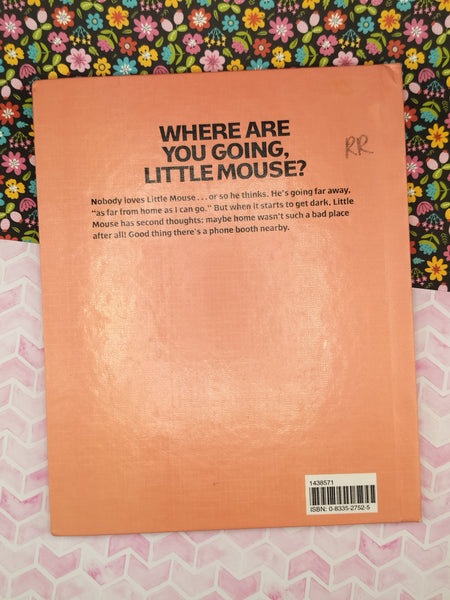 WHERE ARE
YOU GOING,
LITTLE MOUSE?
RR
Nobody loves Little Mouse . . . or so he thinks. He's going far away,
"as far from home as I can go." But when it starts to get dark, Little
Mouse has second thoughts; maybe home wasn't such a bad place
after all! Good thing there's a phone booth nearby.
1438571
ISBN: 0-8335-2752-5